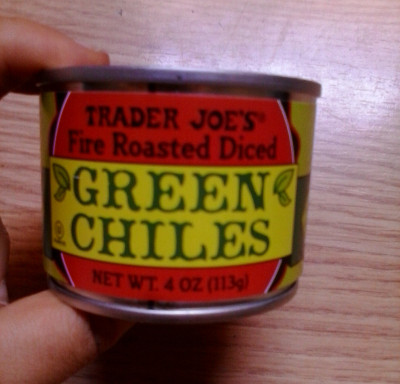 TRADER JOE'S®
Fire Roasted Diced
GREEN
CHILES
NET WT. 4 OZ (113g)